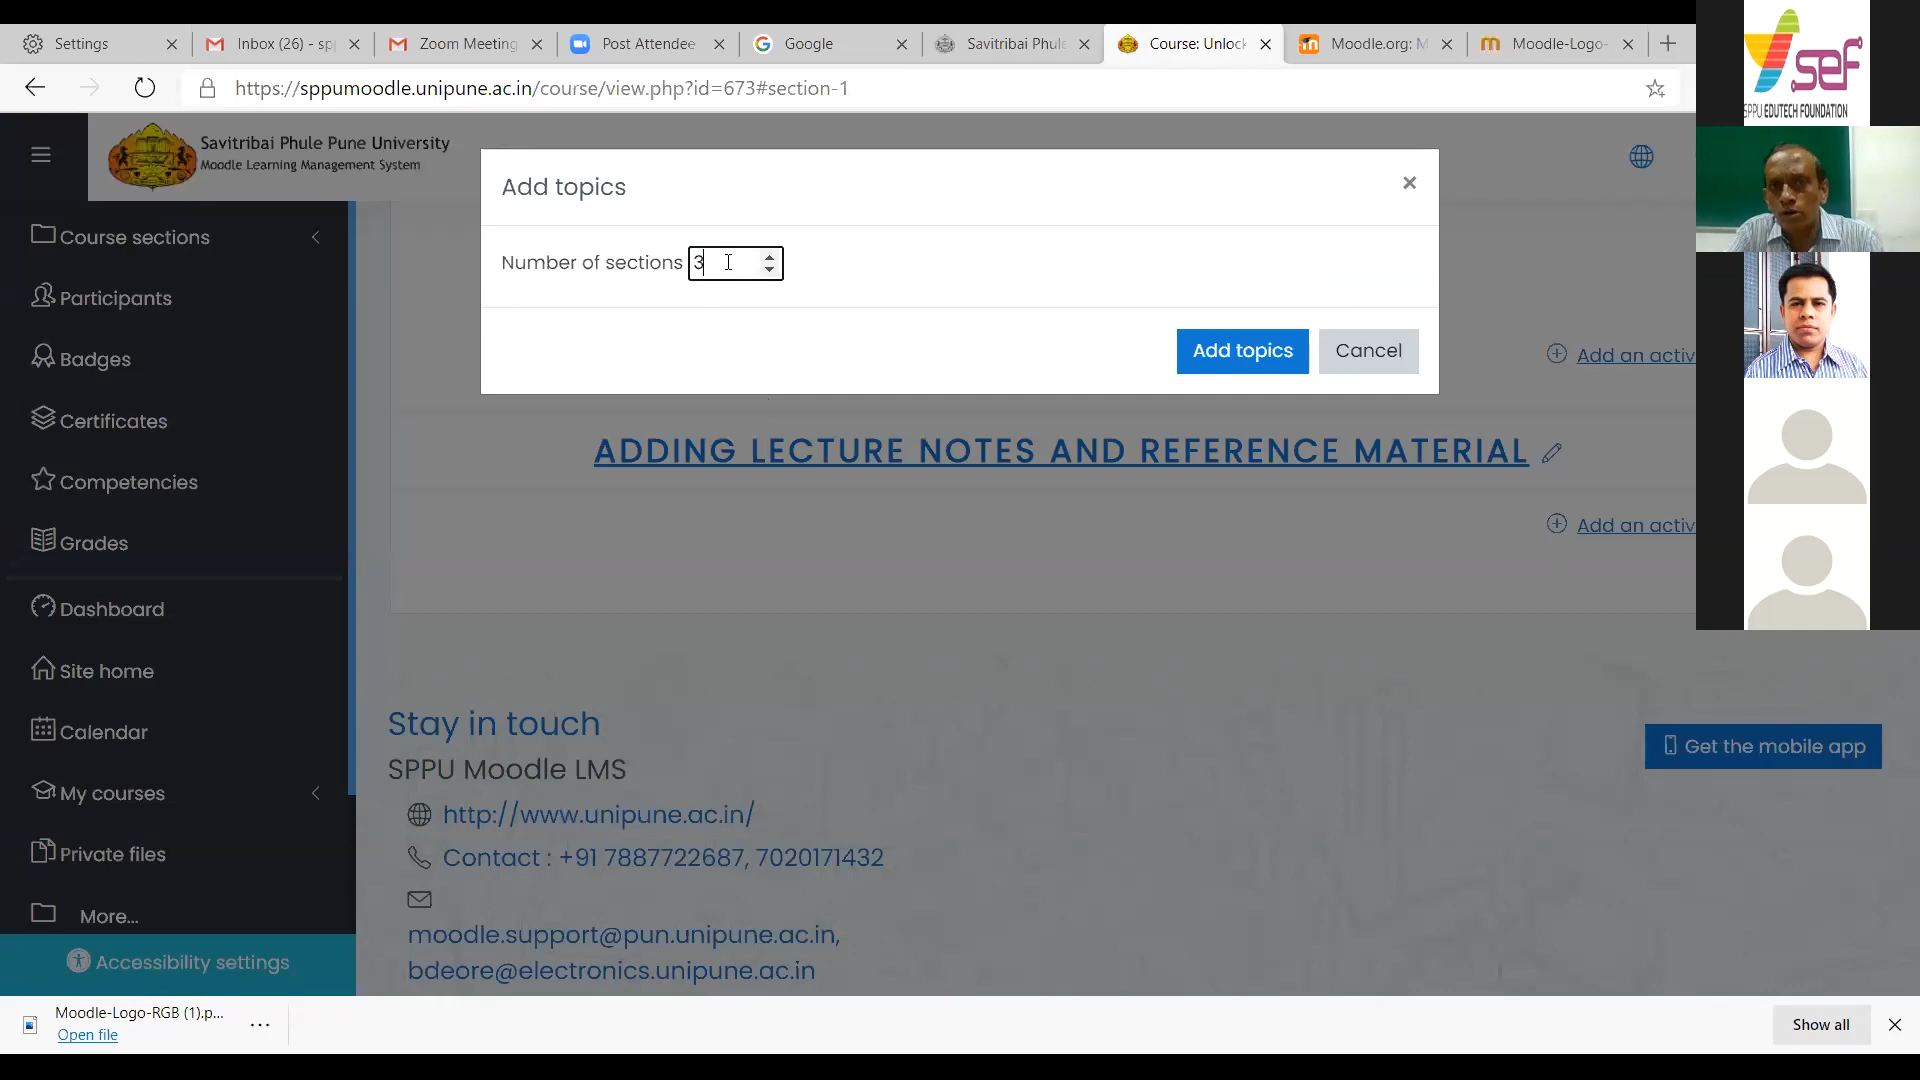 Settings
Inbox (26) - sp
Zoom Meeting
Post Attendee
Google
Savitribai Phule
Course: Unloc
Moodle.org: M
Moodle-Logo-
https://sppumoodle.unipune.ac.in/course/view.php?id=673#section-1
sef
SPPU EDUTECH FOUNDATION
Savitribai Phule Pune University
Moodle Learning Management System
Add topics
Number of sections 3
Add topics
Cancel
Course sections
Participants
Badges
Certificates
Competencies
Grades
Dashboard
Site home
Calendar
My courses
Private files
More...
Accessibility settings
Add an activ
ADDING LECTURE NOTES AND REFERENCE MATERIAL
Add an activ
Stay in touch
SPPU Moodle LMS
http://www.unipune.ac.in/
Contact : +91 7887722687, 7020171432
moodle.support@pun.unipune.ac.in,
bdeore@electronics.unipune.ac.in
Get the mobile app
Moodle-Logo-RGB (1).p...
Open file
Show all